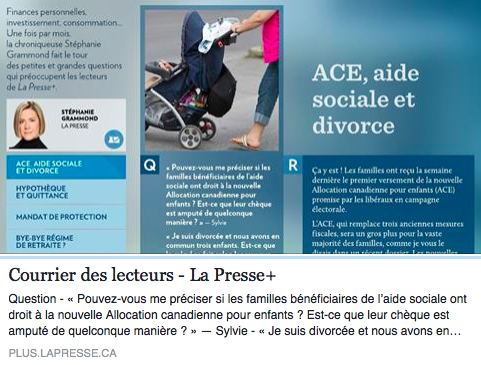 Finances personnelles,
investissement, consommation...
Une fois par mois,
la chroniqueuse Stéphanie
Grammond fait le tour
des petites et grandes questions
qui préoccupent les lecteurs
de La Presse+.
STÉPHANIE
GRAMMOND
LA PRESSE
ACE, AIDE SOCIALE
ET DIVORCE
HYPOTHÈQUE
ET QUITTANCE
MANDAT DE PROTECTION
BYE-BYE RÉGIME
DE RETRAITE ?
ACE, aide
sociale et
divorce
Q
« Pouvez-vous me préciser si les
familles bénéficiaires de l'aide
sociale ont droit à la nouvelle
Allocation canadienne pour
enfants ? Est-ce que leur chèque
est amputé de quelconque
manière ? » — Sylvie
« Je suis divorcée et nous avons en
commun trois enfants. Est-ce que
R
Ça y est ! Les familles ont reçu la semaine
dernière le premier versement de la nouvelle
Allocation canadienne pour enfants (ACE)
promise par les libéraux en campagne
électorale.
L'ACE, qui remplace trois anciennes mesures
fiscales, sera un gros plus pour la vaste
majorité des familles, comme je vous le
disais dans un récent dossier. Les nouvelles
Courrier des lecteurs - La Presse+
Question - « Pouvez-vous me préciser si les familles bénéficiaires de l'aide sociale ont
droit à la nouvelle Allocation canadienne pour enfants ? Est-ce que leur chèque est
amputé de quelconque manière ? » — Sylvie - « Je suis divorcée et nous avons en…
PLUS.LAPRESSE.CA